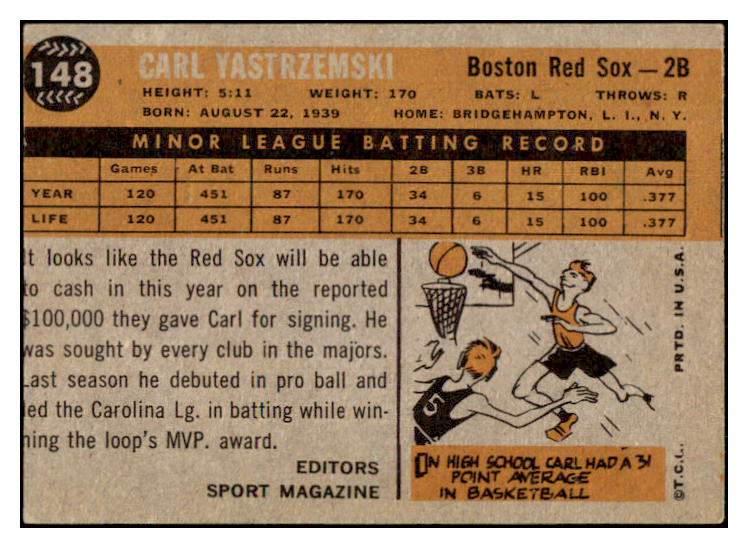 148
CARL YASTRZEMSKI
Boston Red Sox — 2B
HEIGHT: 5:11 WEIGHT: 170 BATS: L THROWS: R
BORN: AUGUST 22, 1939 HOME: BRIDGEHAMPTON, L. I., N. Y.
MINOR LEAGUE BATTING RECORD
Games At Bat Runs Hits 2B 3B HR RBI Avg
YEAR 120 451 87 170 34 6 15 100 .377
LIFE 120 451 87 170 34 6 15 100 .377
It looks like the Red Sox will be able
to cash in this year on the reported
$100,000 they gave Carl for signing. He
was sought by every club in the majors.
Last season he debuted in pro ball and
led the Carolina Lg. in batting while win-
ning the loop's MVP. award.
EDITORS
SPORT MAGAZINE
5
IN HIGH SCHOOL CARL HAD A 31
POINT AVERAGE
IN BASKETBALL
©T.C.L. PRTD. IN U.S.A.